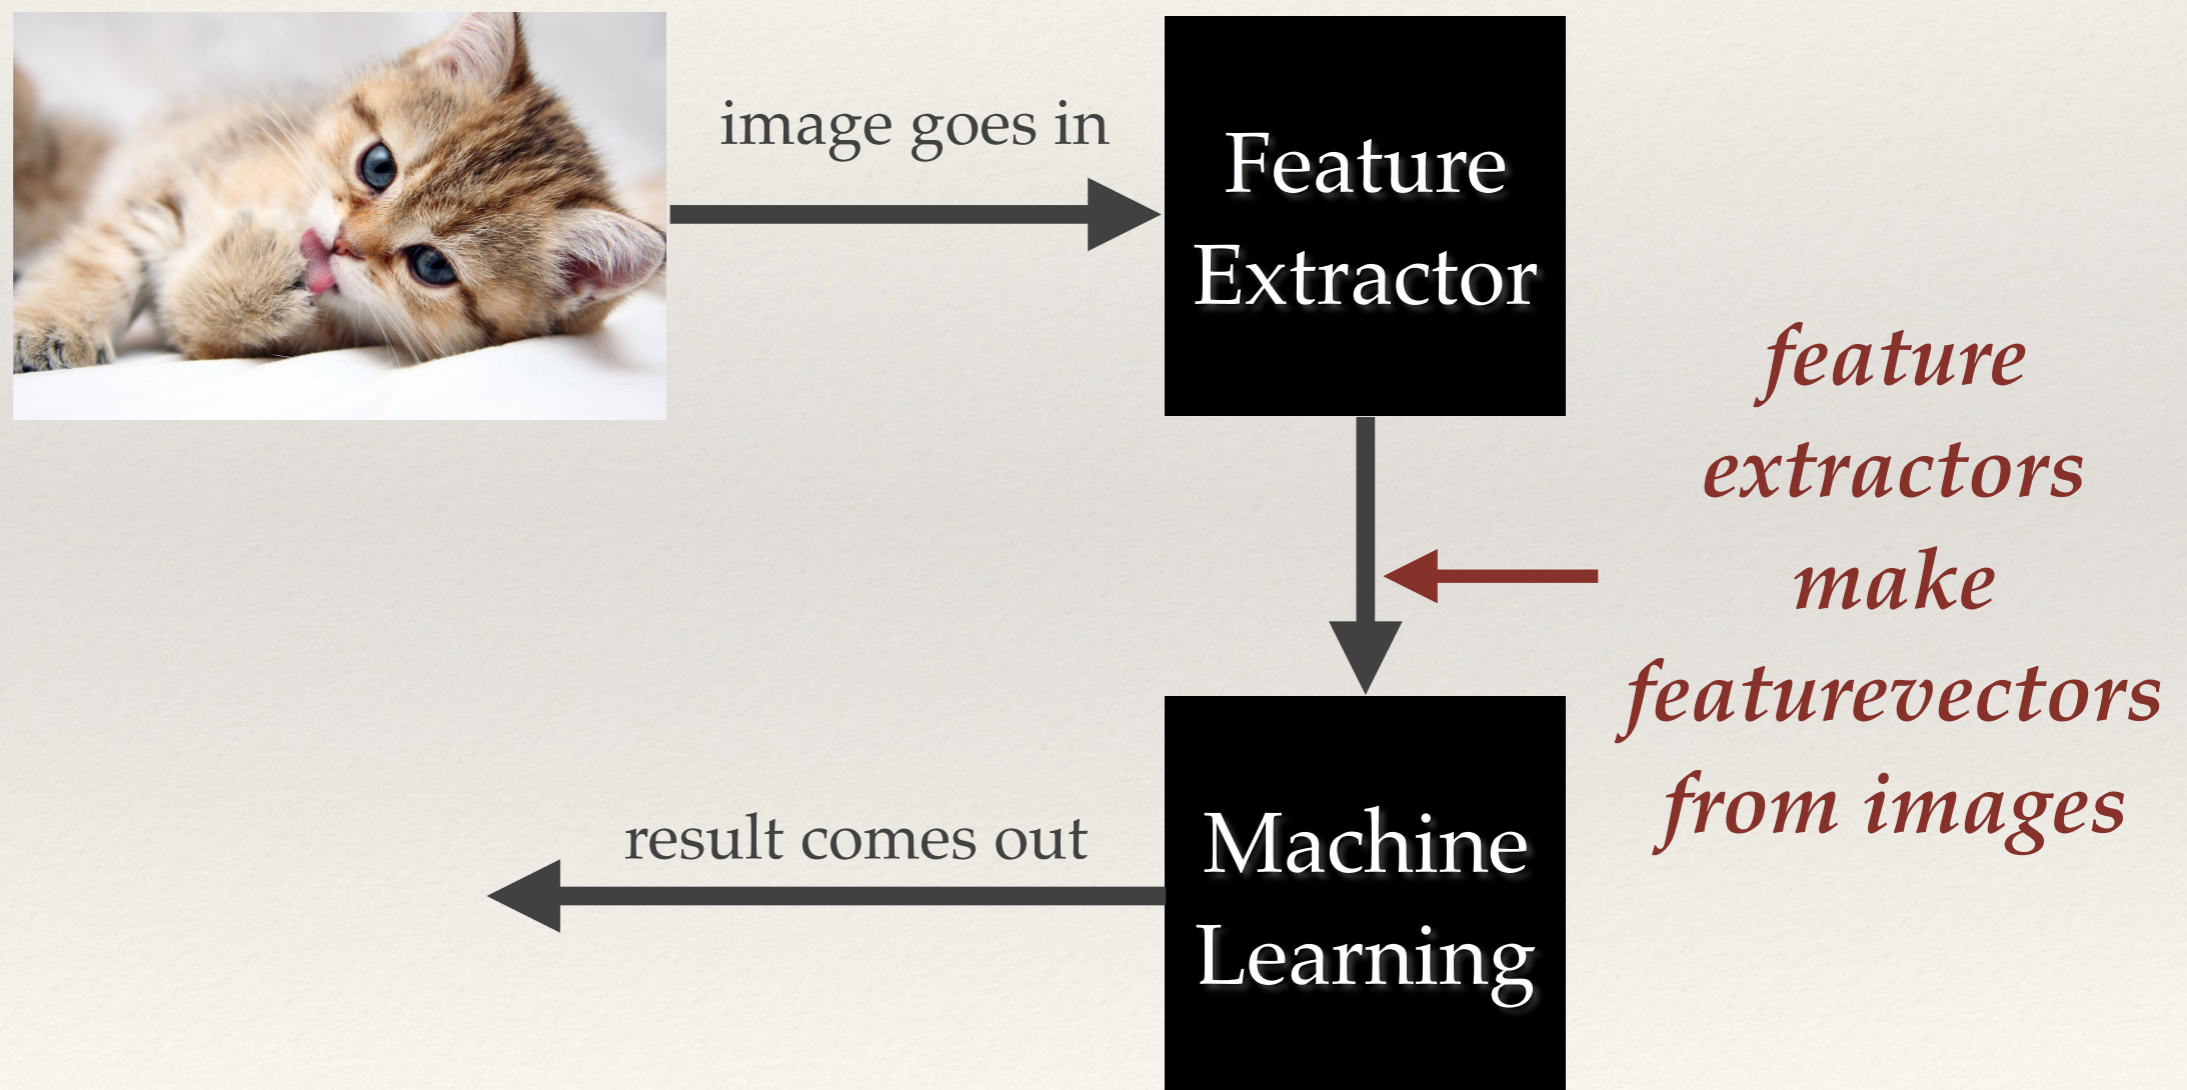 image goes in
Feature
Extractor
feature
extractors
make
featurevectors
from images
result comes out
Machine
Learning